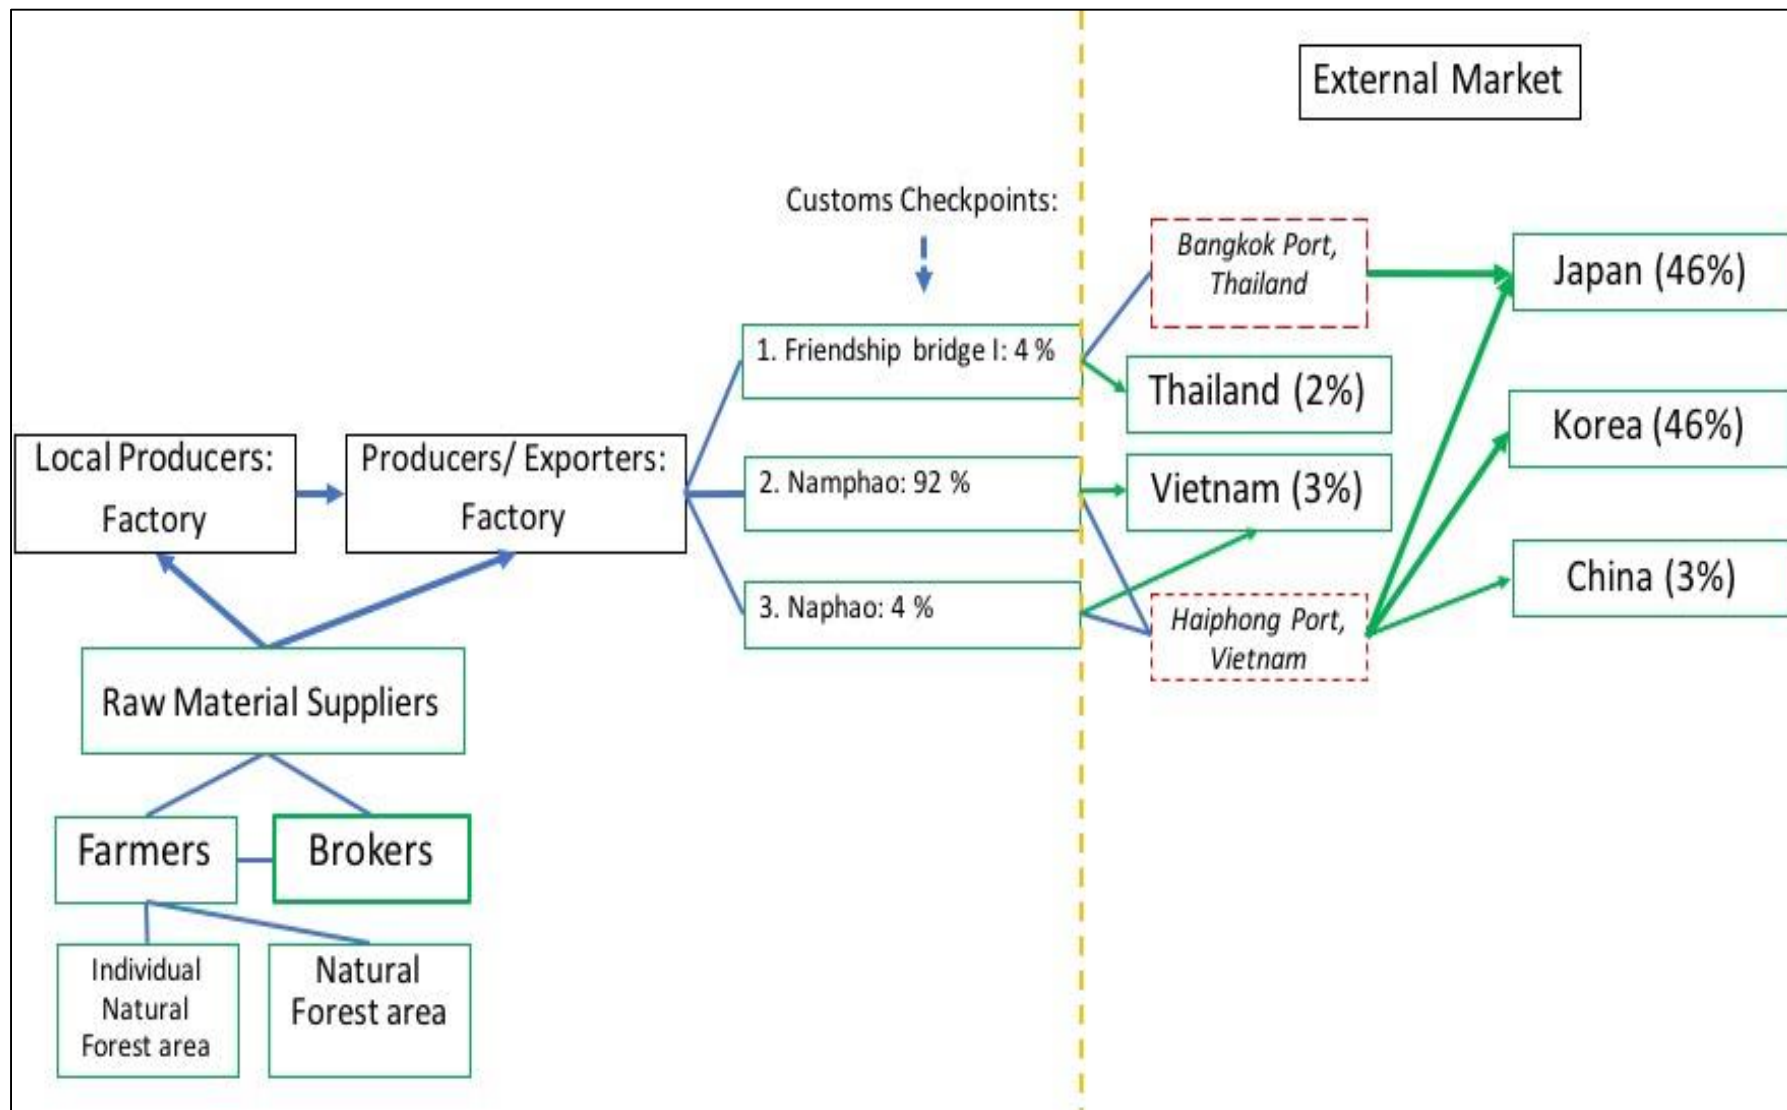 External Market
Customs Checkpoints:
Bangkok Port,
Thailand
Japan (46%)
1. Friendship bridge I: 4 %
Thailand (2%)
Korea (46%)
Local Producers:
Factory
Producers/ Exporters:
Factory
2. Namphao: 92 %
Vietnam (3%)
China (3%)
3. Naphao: 4 %
Haiphong Port,
Vietnam
Raw Material Suppliers
Farmers
Brokers
Individual
Natural
Forest area
Natural
Forest area